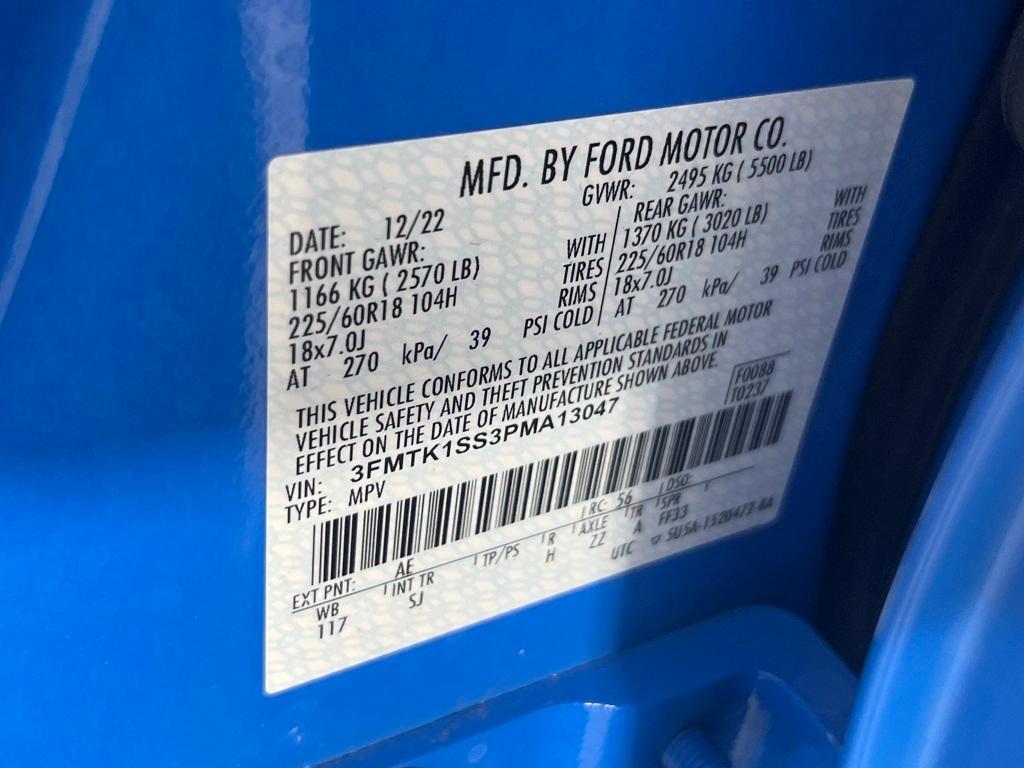 MFD. BY FORD MOTOR CO.
DATE: 12/22 GVWR: 2495 KG ( 5500 LB)
FRONT GAWR: REAR GAWR:
1166 KG ( 2570 LB) WITH 1370 KG ( 3020 LB) WITH
225/60R18 104H TIRES 225/60R18 104H TIRES
18x7.0J RIMS 18x7.0J RIMS
AT 270 kPa/ 39 PSI COLD AT 270 kPa/ 39 PSI COLD
THIS VEHICLE CONFORMS TO ALL APPLICABLE FEDERAL MOTOR
VEHICLE SAFETY AND THEFT PREVENTION STANDARDS IN
EFFECT ON THE DATE OF MANUFACTURE SHOWN ABOVE.
F0088
T0237
VIN: 3FMTK1SS3PMA13047
TYPE: MPV
EXT PNT: AE RC: 56 DSO:
WB INT TR TP/PS R AXLE TR SPR
117 SJ H ZZ A FF33
UTC 5U5A-1520472-BA